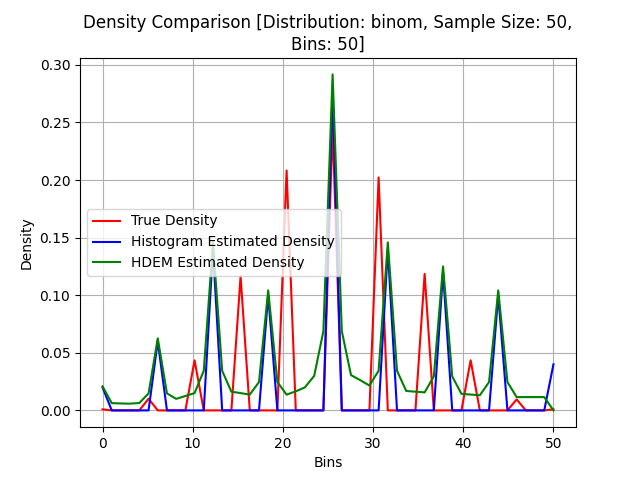 Density Comparison [Distribution: binom, Sample Size: 50,
Bins: 50]
0.30
0.25
0.20
0.15
0.10
0.05
0.00
Density
True Density
Histogram Estimated Density
HDEM Estimated Density
0 10 20 30 40 50
Bins